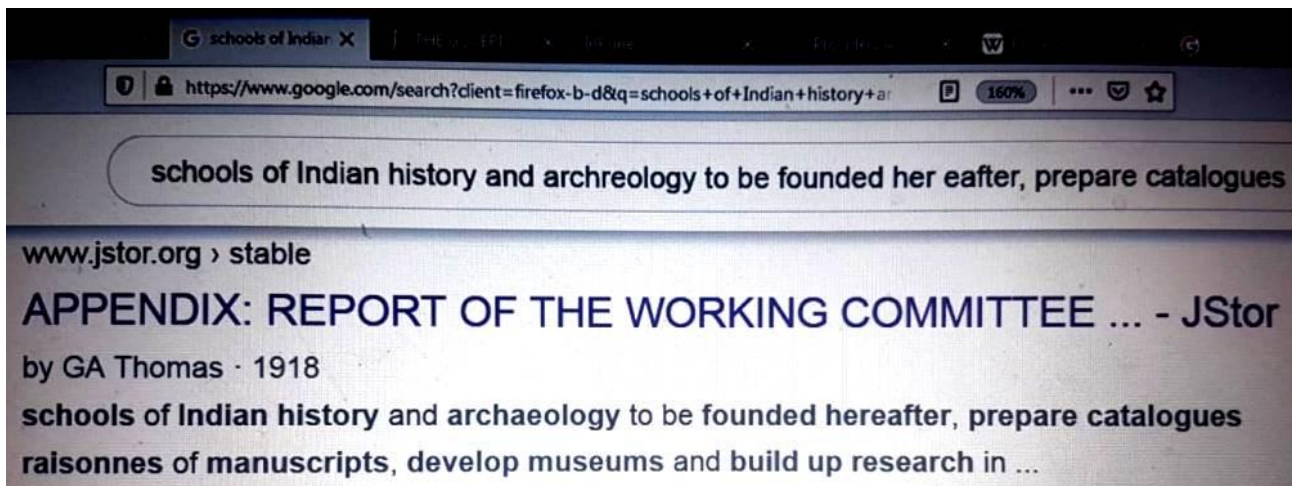 schools of Indian
https://www.google.com/search?client=firefox-b-d&q=schools+of+Indian+history+ar 160%
schools of Indian history and archreology to be founded her eafter, prepare catalogues
www.jstor.org › stable
APPENDIX: REPORT OF THE WORKING COMMITTEE ... - JStor
by GA Thomas · 1918
schools of Indian history and archaeology to be founded hereafter, prepare catalogues
raisonnes of manuscripts, develop museums and build up research in ...